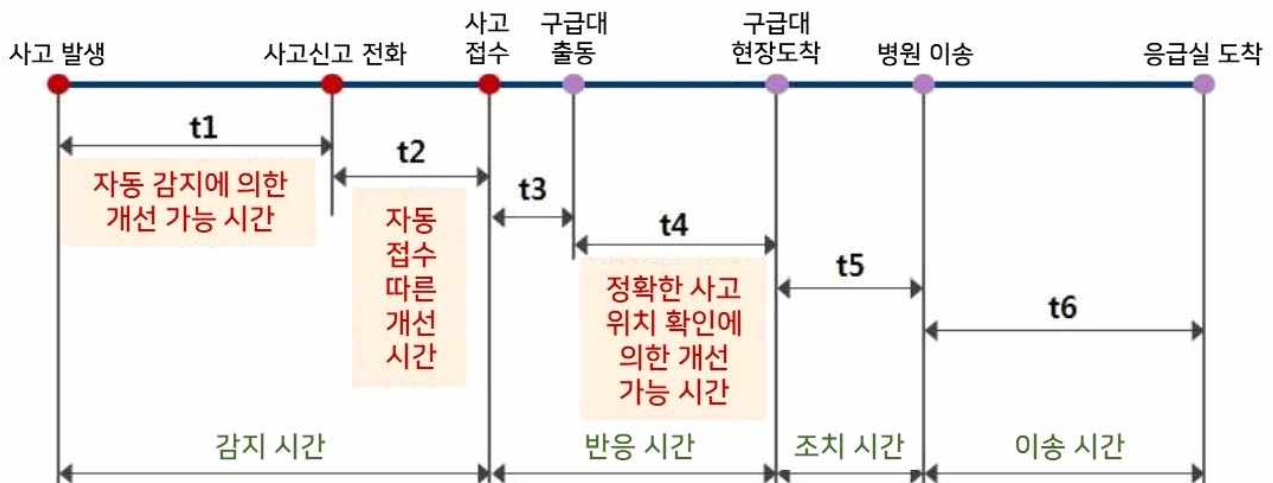 사고 발생
사고신고 전화
사고
접수
구급대
출동
구급대
현장도착
병원 이송
응급실 도착
t1
자동 감지에 의한
개선 가능 시간
t2
자동
접수
따른
개선
시간
t3
t4
정확한 사고
위치 확인에
의한 개선
가능 시간
t5
t6
감지 시간
반응 시간
조치 시간
이송 시간